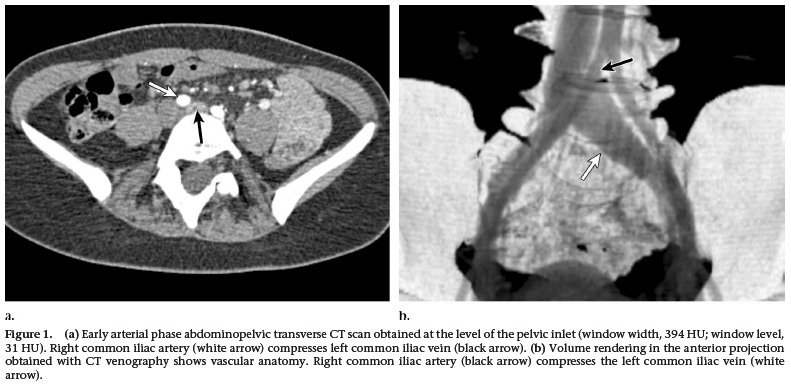 a.
b.
Figure 1. (a) Early arterial phase abdominopelvic transverse CT scan obtained at the level of the pelvic inlet (window width, 394 HU; window level,
31 HU). Right common iliac artery (white arrow) compresses left common iliac vein (black arrow). (b) Volume rendering in the anterior projection
obtained with CT venography shows vascular anatomy. Right common iliac artery (black arrow) compresses the left common iliac vein (white
arrow).